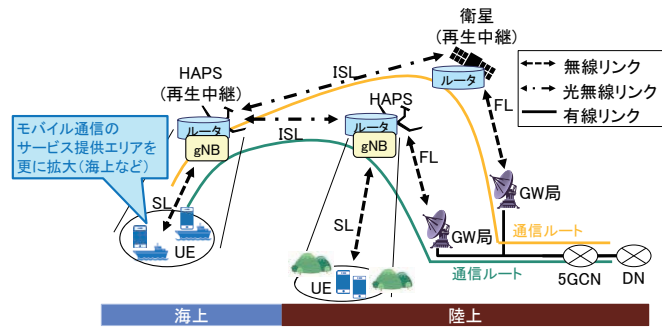 衛星
(再生中継)
ISL
HAPS
(再生中継)
ルータ
HAPS
無線リンク
光無線リンク
有線リンク
FL
モバイル通信の
サービス提供エリアを
更に拡大(海上など)
ルータ
gNB
ISL
ルータ
gNB
FL
GW局
SL
SL
GW局
通信ルート
UE
UE
通信ルート
5GCN
DN
海上
陸上